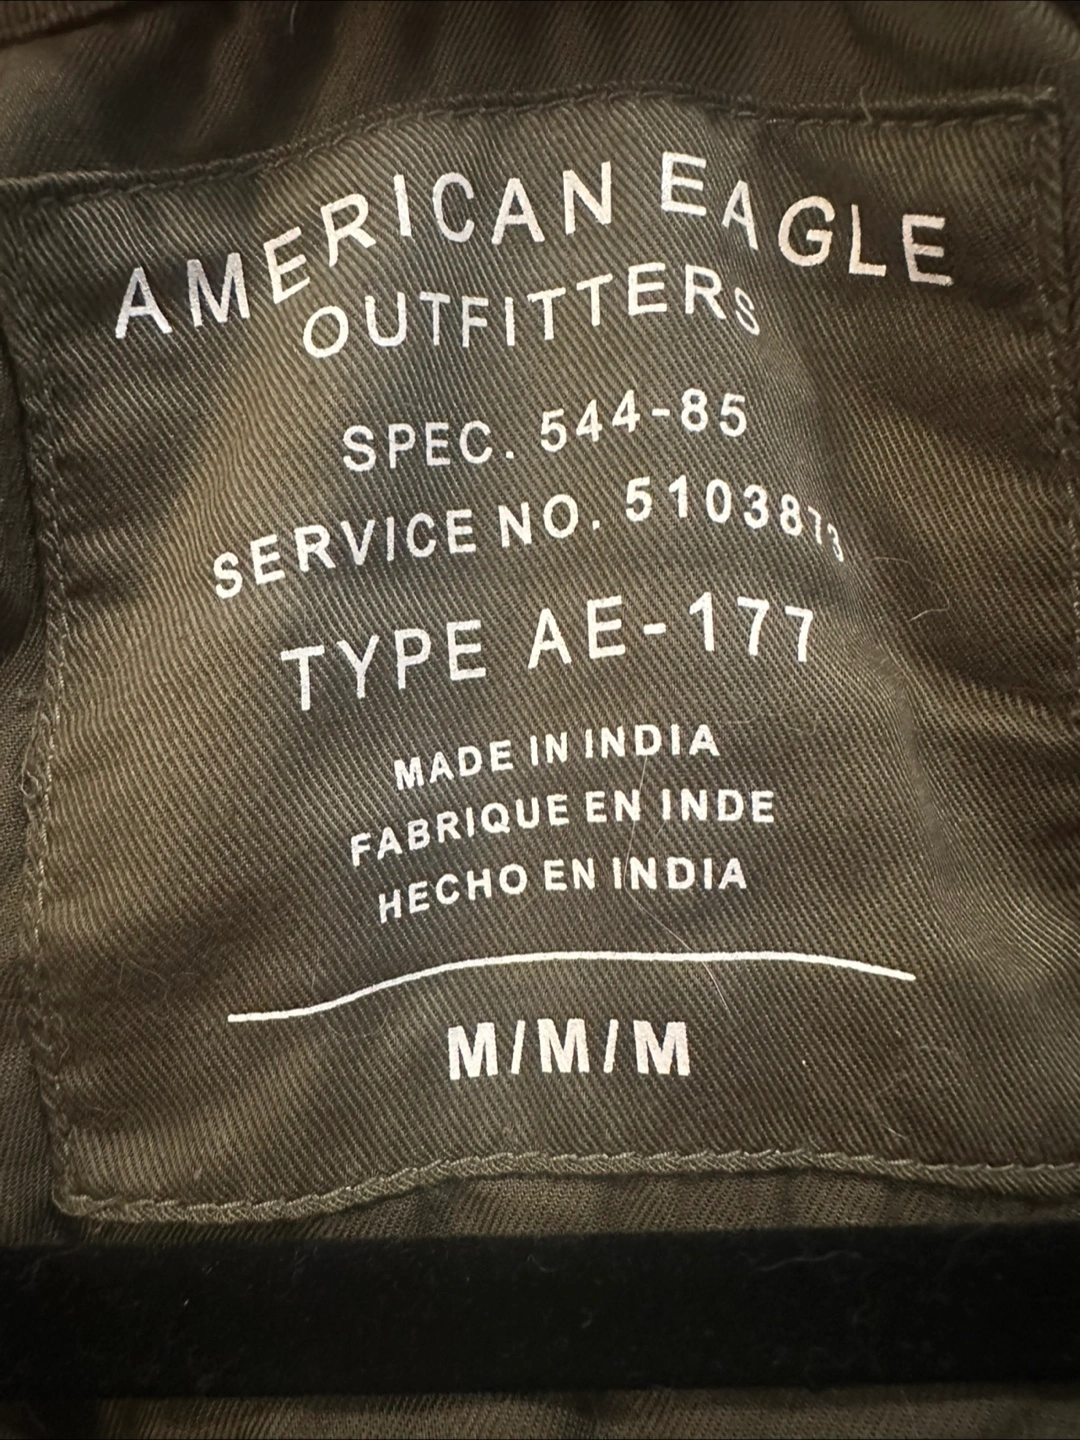 AMERICAN EAGLE
OUTFITTERS
SPEC. 544-85
SERVICE NO. 5103873
TYPE AE-177
MADE IN INDIA
FABRIQUE EN INDE
HECHO EN INDIA
M/M/M